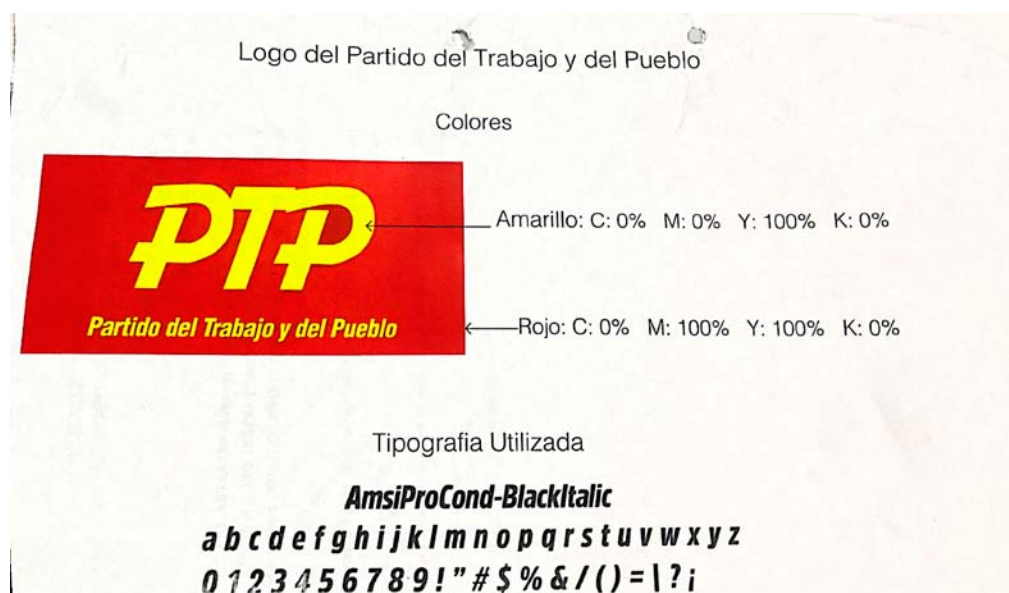 Logo del Partido del Trabajo y del Pueblo
Colores
PTP
Partido del Trabajo y del Pueblo
Amarillo: C: 0% M: 0% Y: 100% K: 0%
Rojo: C: 0% M: 100% Y: 100% K: 0%
Tipografia Utilizada
AmsiProCond-BlackItalic
a b c d e f g h i j k l m n o p q r s t u v w x y z
0 1 2 3 4 5 6 7 8 9 ! " # $ % & / ( ) = | ? ¡